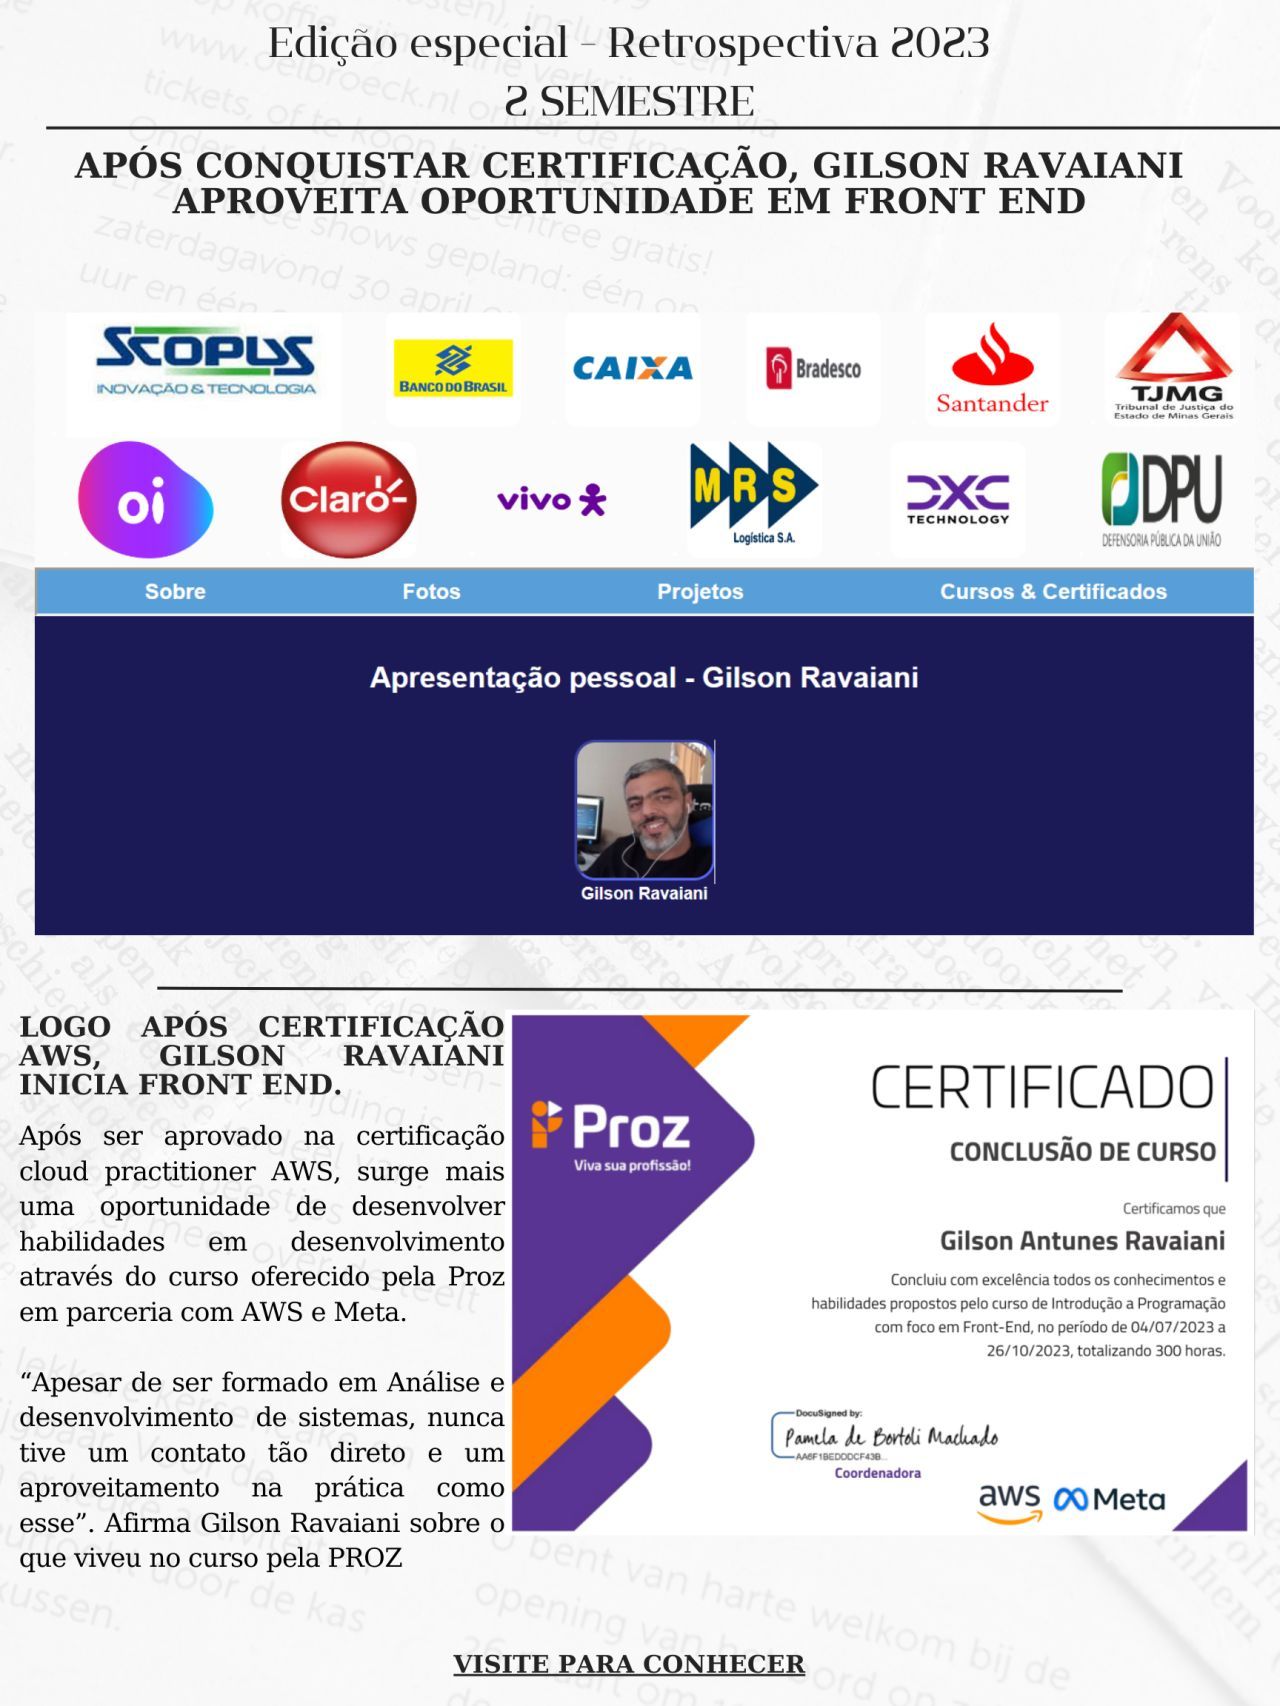 Edição especial - Retrospectiva 2023
2 SEMESTRE
APÓS CONQUISTAR CERTIFICAÇÃO, GILSON RAVAIANI
APROVEITA OPORTUNIDADE EM FRONT END
SCOPUS
INOVAÇÃO & TECNOLOGIA
BANCO DO BRASIL
CAIXA
Bradesco
Santander
TJMG
Tribunal de Justiça do
Estado de Minas Gerais
oi
Claro
vivo
MRS
Logística S.A.
DXC
TECHNOLOGY
DPU
DEFENSORIA PÚBLICA DA UNIÃO
Sobre Fotos Projetos Cursos & Certificados
Apresentação pessoal - Gilson Ravaiani
Gilson Ravaiani
LOGO APÓS CERTIFICAÇÃO
AWS, GILSON RAVAIANI
INICIA FRONT END.
Após ser aprovado na certificação
cloud practitioner AWS, surge mais
uma oportunidade de desenvolver
habilidades em desenvolvimento
através do curso oferecido pela Proz
em parceria com AWS e Meta.
“Apesar de ser formado em Análise e
desenvolvimento de sistemas, nunca
tive um contato tão direto e um
aproveitamento na prática como
esse”. Afirma Gilson Ravaiani sobre o
que viveu no curso pela PROZ
Proz
Viva sua profissão!
CERTIFICADO
CONCLUSÃO DE CURSO
Certificamos que
Gilson Antunes Ravaiani
Concluiu com excelência todos os conhecimentos e
habilidades propostos pelo curso de Introdução a Programação
com foco em Front-End, no período de 04/07/2023 a
26/10/2023, totalizando 300 horas.
DocuSigned by:
Pamela de Bortoli Machado
AA6F1BEDDDCF43B...
Coordenadora
aws Meta
VISITE PARA CONHECER